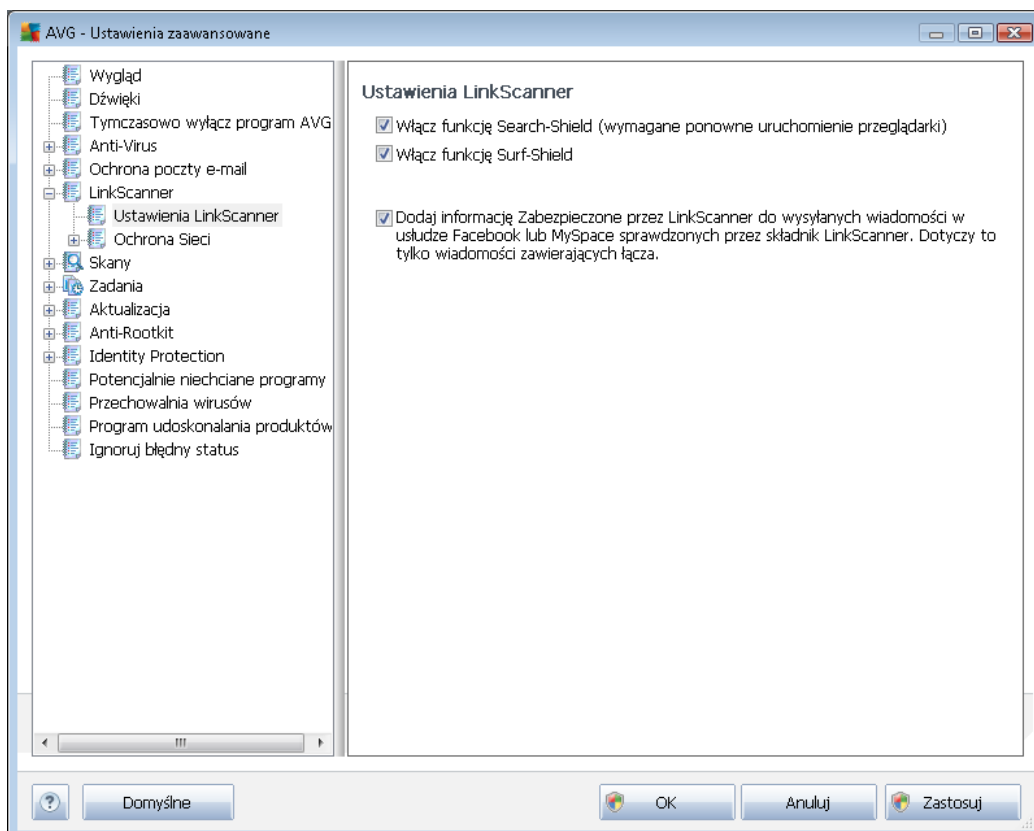 AVG - Ustawienia zaawansowane
Wygląd
Dźwięki
Tymczasowo wyłącz program AVG
Anti-Virus
Ochrona poczty e-mail
LinkScanner
Ustawienia LinkScanner
Ochrona Sieci
Skany
Zadania
Aktualizacja
Anti-Rootkit
Identity Protection
Potencjalnie niechciane programy
Przechowalnia wirusów
Program udoskonalania produktów
Ignoruj błędny status
Ustawienia LinkScanner
Włącz funkcję Search-Shield (wymagane ponowne uruchomienie przeglądarki)
Włącz funkcję Surf-Shield
Dodaj informację Zabezpieczone przez LinkScanner do wysyłanych wiadomości w
usłudze Facebook lub MySpace sprawdzonych przez składnik LinkScanner. Dotyczy to
tylko wiadomości zawierających łącza.
?
Domyślne
OK
Anuluj
Zastosuj